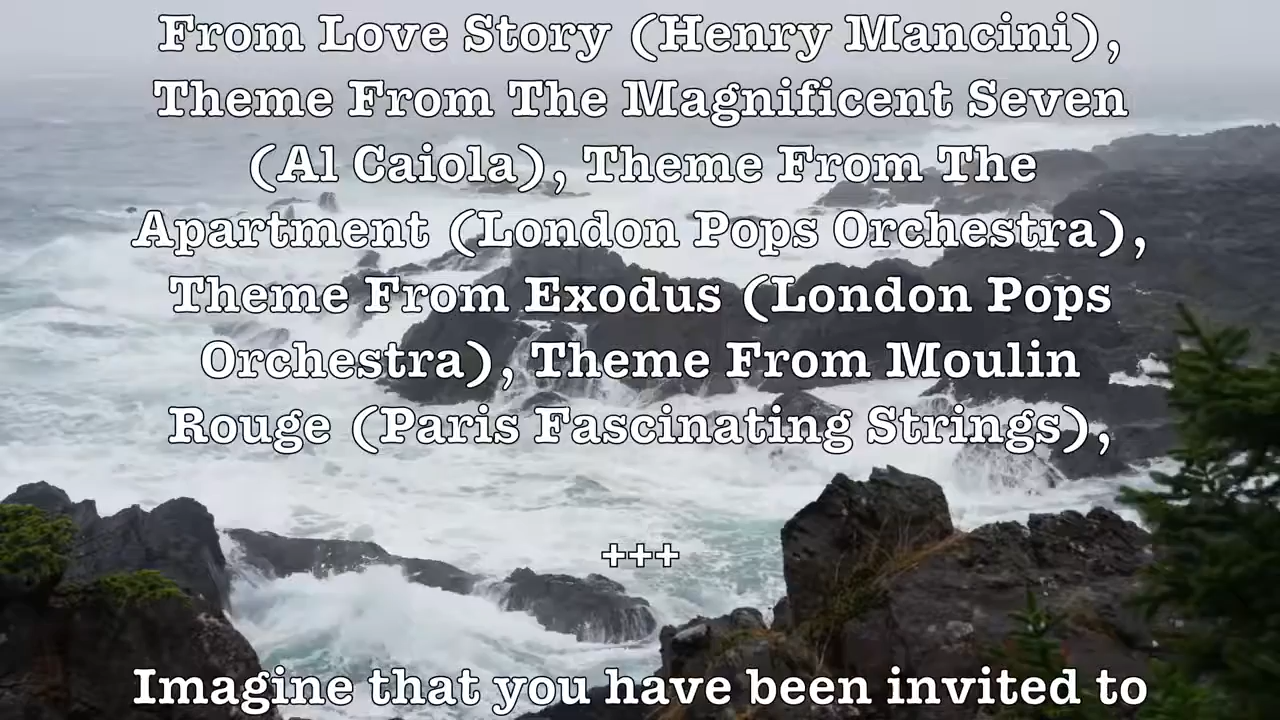 From Love Story (Henry Mancini),
Theme From The Magnificent Seven
(Al Caiola), Theme From The
Apartment (London Pops Orchestra),
Theme From Exodus (London Pops
Orchestra), Theme From Moulin
Rouge (Paris Fascinating Strings),
+++
Imagine that you have been invited to